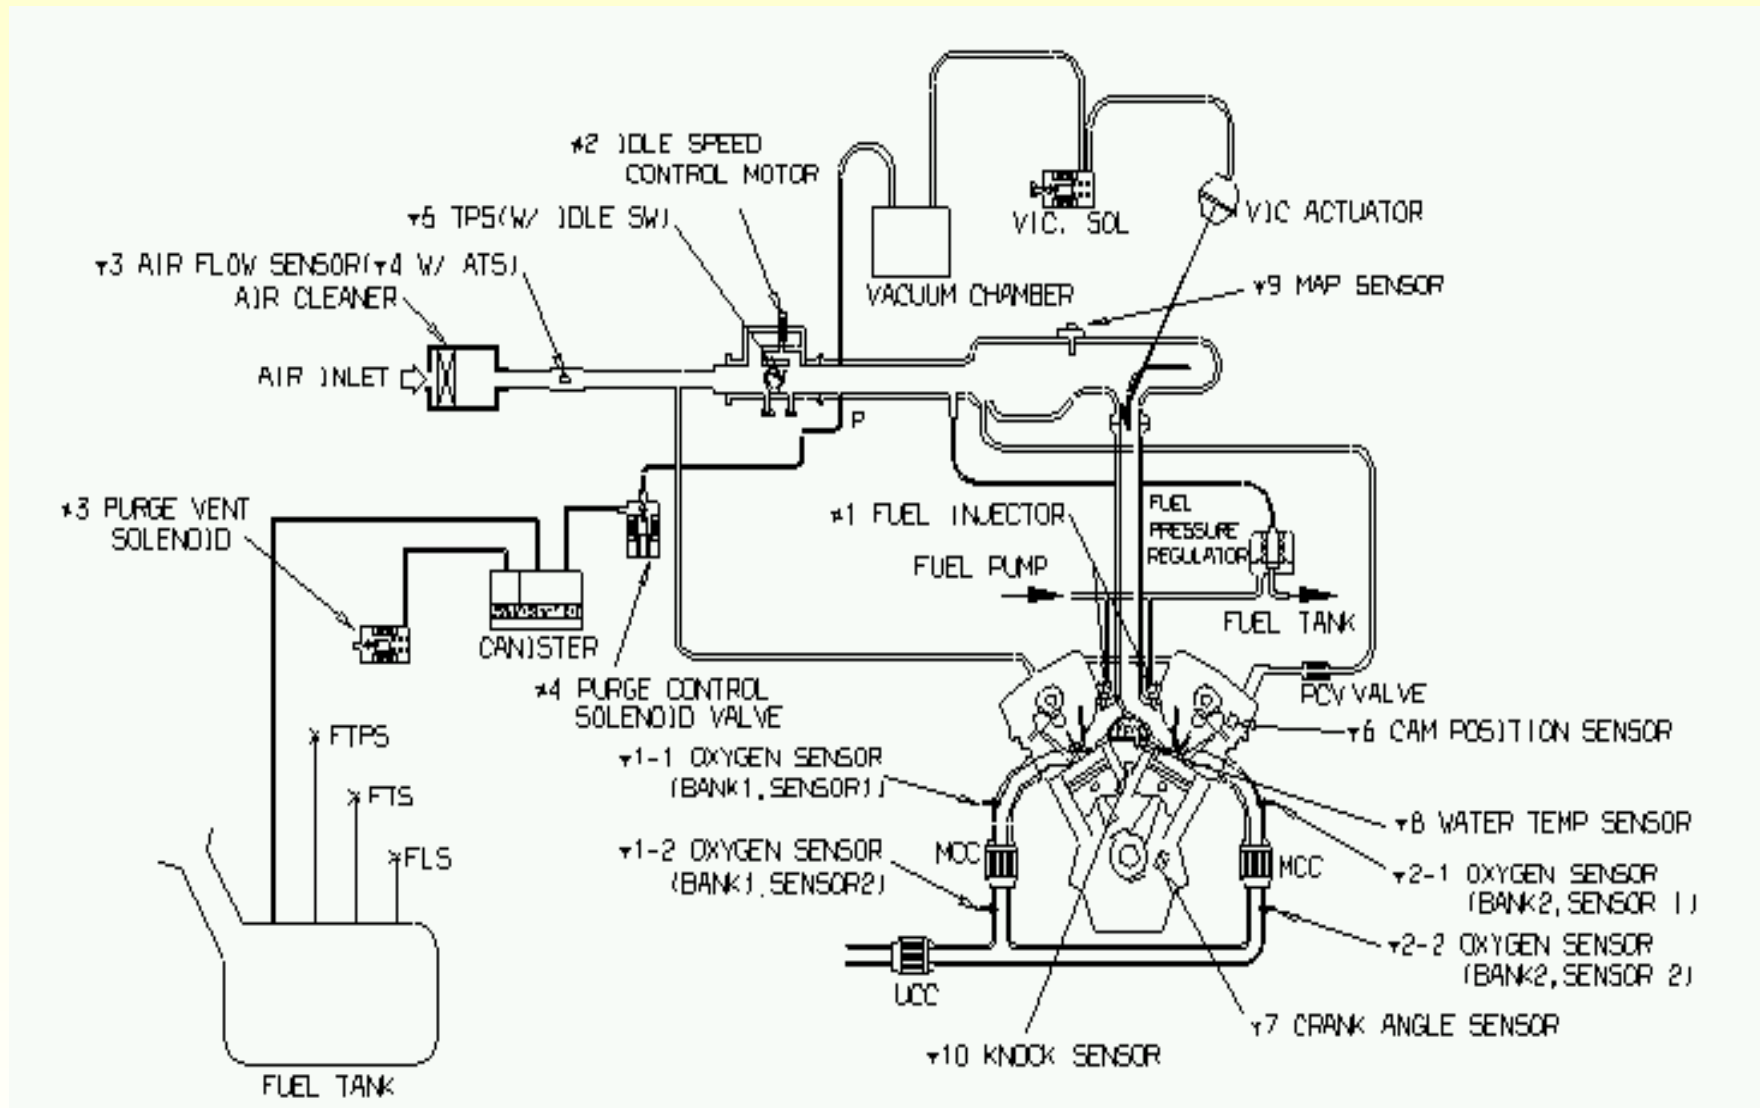 *2 IDLE SPEED
CONTROL MOTOR
▼5 TPS(W/ IDLE SW)
▼3 AIR FLOW SENSOR(▼4 W/ ATS)
AIR CLEANER
AIR INLET
VIC. SOL
VIC ACTUATOR
VACUUM CHAMBER
▼9 MAP SENSOR
P
*3 PURGE VENT
SOLENOID
*1 FUEL INJECTOR
FUEL
PRESSURE
REGULATOR
FUEL PUMP
FUEL TANK
CANISTER
*4 PURGE CONTROL
SOLENOID VALVE
PCV VALVE
▼6 CAM POSITION SENSOR
FTPS
FTS
FLS
▼1-1 OXYGEN SENSOR
(BANK1,SENSOR1)
▼8 WATER TEMP SENSOR
▼1-2 OXYGEN SENSOR
(BANK1,SENSOR2)
MCC
MCC
▼2-1 OXYGEN SENSOR
(BANK2,SENSOR 1)
▼2-2 OXYGEN SENSOR
(BANK2,SENSOR 2)
UCC
▼7 CRANK ANGLE SENSOR
▼10 KNOCK SENSOR
FUEL TANK